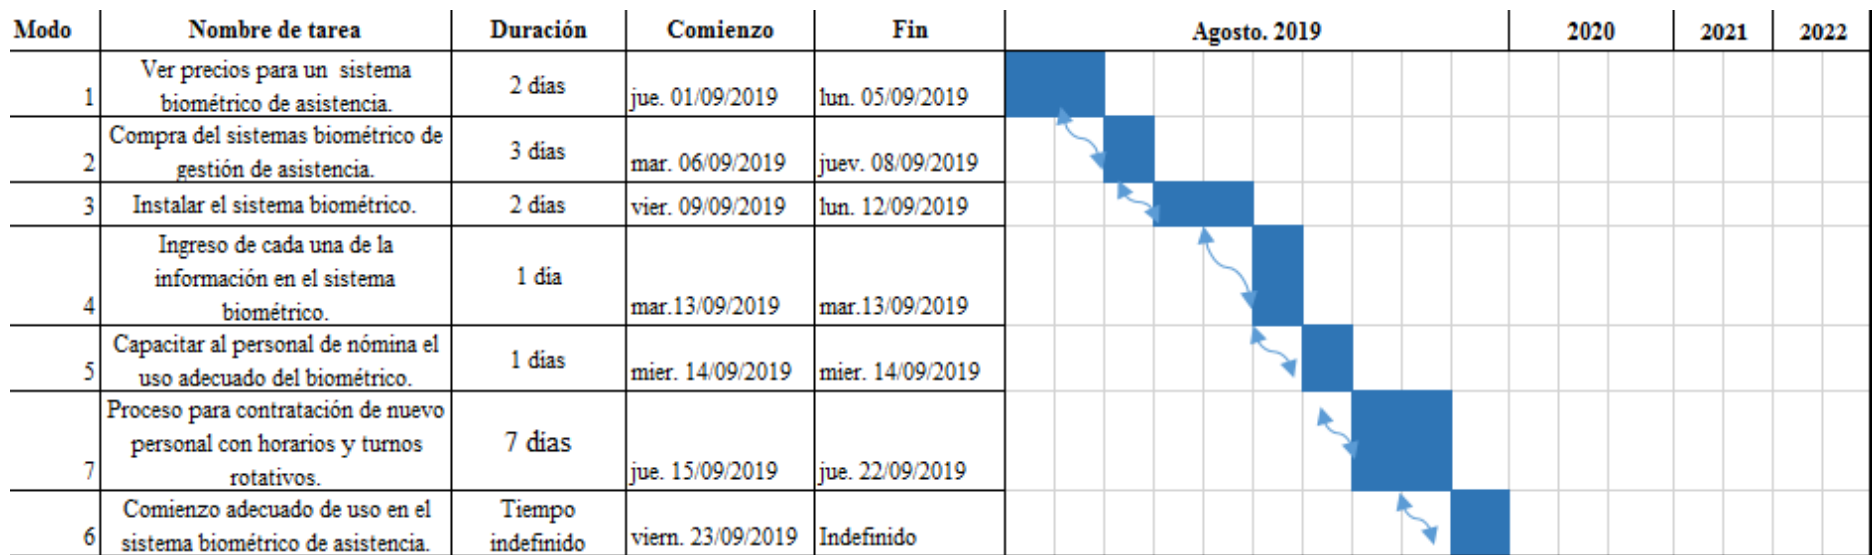 Modo Nombre de tarea Duración Comienzo Fin Agosto. 2019 2020 2021 2022
Ver precios para un sistema
biométrico de asistencia.
1 2 dias jue. 01/09/2019 lun. 05/09/2019
Compra del sistemas biométrico de
gestión de asistencia.
2 3 dias mar. 06/09/2019 juev. 08/09/2019
3 Instalar el sistema biométrico. 2 dias vier. 09/09/2019 lun. 12/09/2019
Ingreso de cada una de la
información en el sistema
biométrico.
4 1 dia mar.13/09/2019 mar.13/09/2019
Capacitar al personal de nómina el
uso adecuado del biométrico.
5 1 dias mier. 14/09/2019 mier. 14/09/2019
Proceso para contratación de nuevo
personal con horarios y turnos
rotativos.
7 7 dias jue. 15/09/2019 jue. 22/09/2019
Comienzo adecuado de uso en el
sistema biométrico de asistencia.
6 Tiempo
indefinido
viern. 23/09/2019 Indefinido